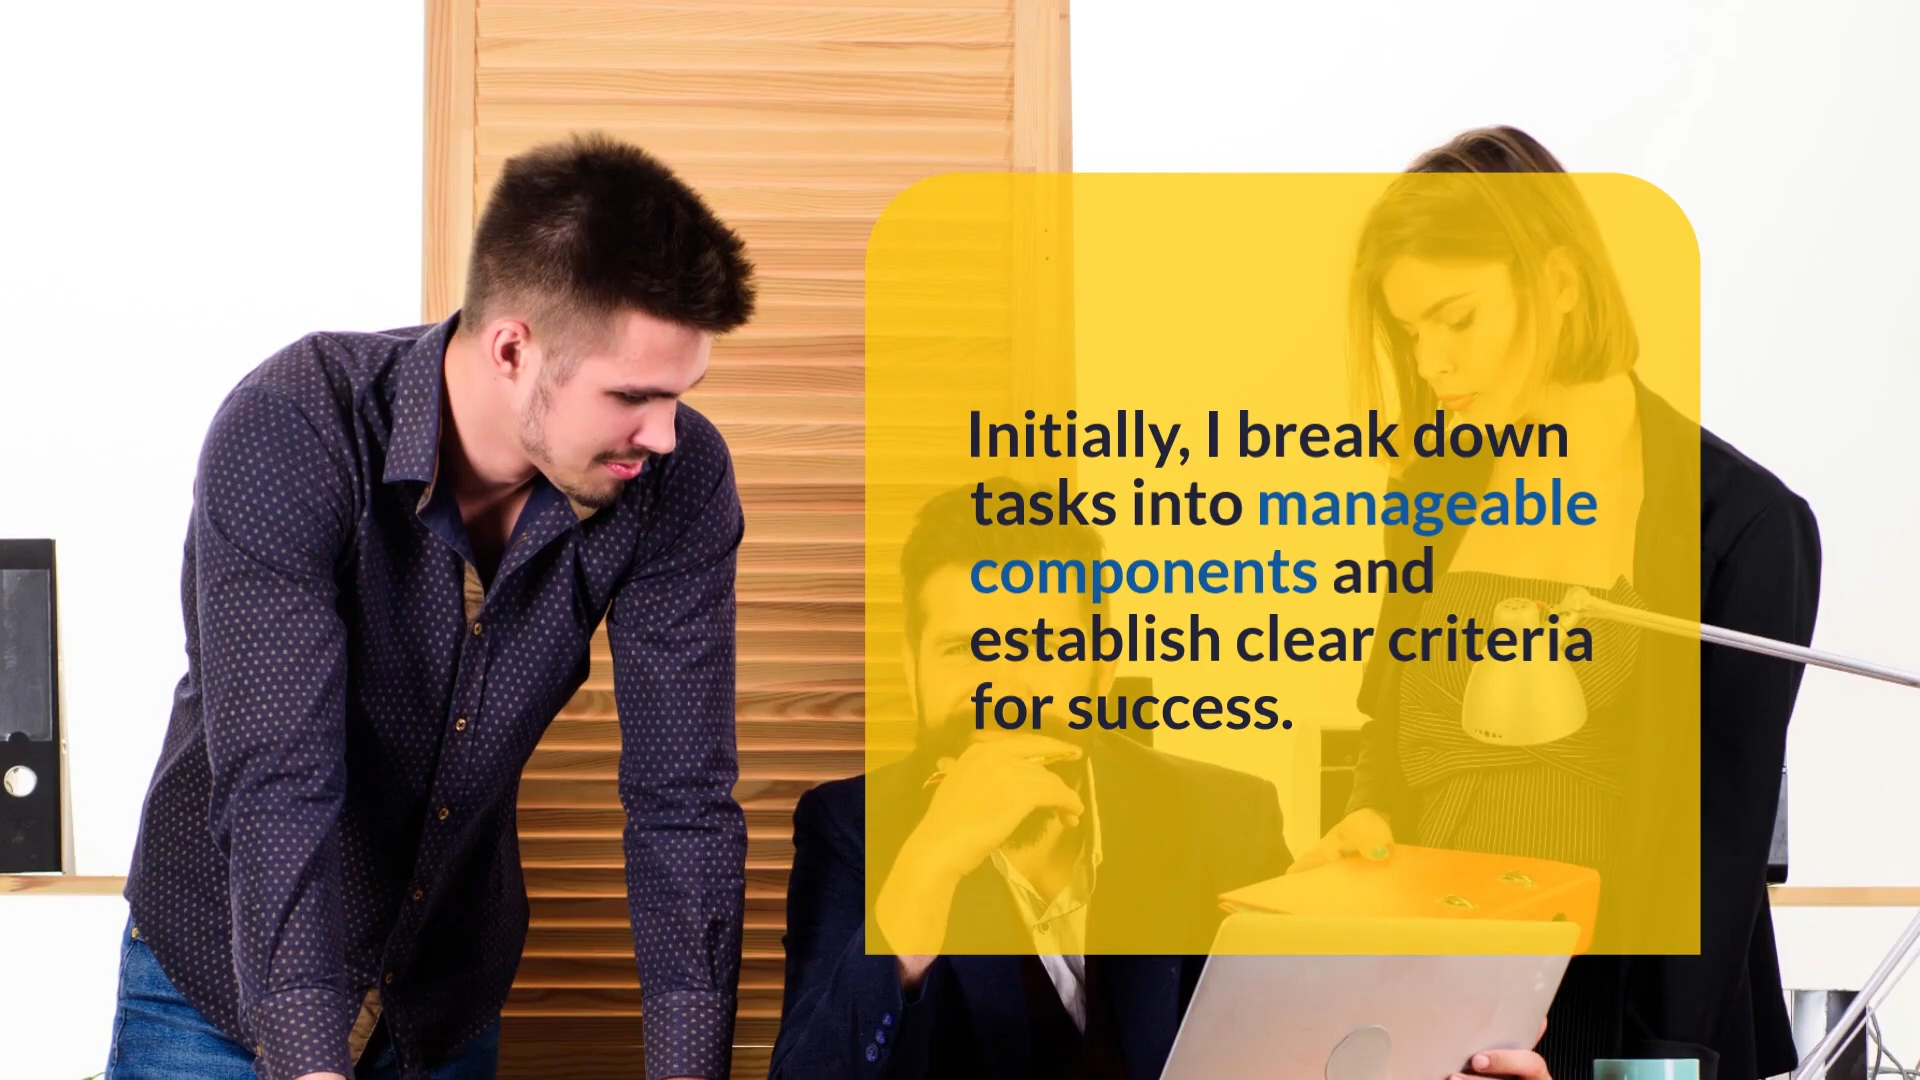 Initially, I break down
tasks into manageable
components and
establish clear criteria
for success.